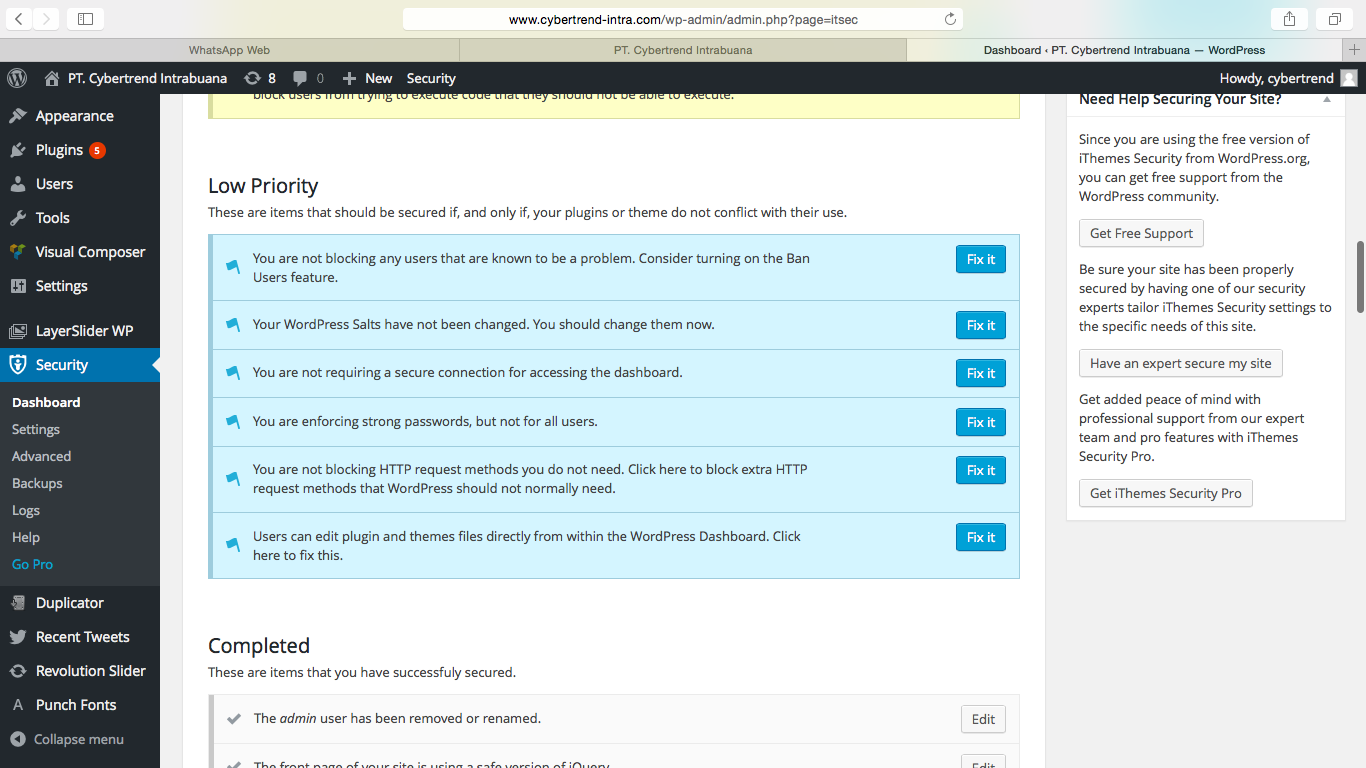 www.cybertrend-intra.com/wp-admin/admin.php?page=itsec
WhatsApp Web
PT. Cybertrend Intrabuana
Dashboard ‹ PT. Cybertrend Intrabuana — WordPress
PT. Cybertrend Intrabuana
8
0
New
Security
Howdy, cybertrend
Appearance
Plugins 5
Users
Tools
Visual Composer
Settings
LayerSlider WP
Security
Dashboard
Settings
Advanced
Backups
Logs
Help
Go Pro
Duplicator
Recent Tweets
Revolution Slider
Punch Fonts
Collapse menu
block users from trying to execute code that they should not be able to execute.
Low Priority
These are items that should be secured if, and only if, your plugins or theme do not conflict with their use.
You are not blocking any users that are known to be a problem. Consider turning on the Ban
Users feature.
Fix it
Your WordPress Salts have not been changed. You should change them now.
Fix it
You are not requiring a secure connection for accessing the dashboard.
Fix it
You are enforcing strong passwords, but not for all users.
Fix it
You are not blocking HTTP request methods you do not need. Click here to block extra HTTP
request methods that WordPress should not normally need.
Fix it
Users can edit plugin and themes files directly from within the WordPress Dashboard. Click
here to fix this.
Fix it
Completed
These are items that you have successfuly secured.
The admin user has been removed or renamed.
Edit
The front page of your site is using a safe version of jQuery.
Edit
Need Help Securing Your Site?
Since you are using the free version of
iThemes Security from WordPress.org,
you can get free support from the
WordPress community.
Get Free Support
Be sure your site has been properly
secured by having one of our security
experts tailor iThemes Security settings to
the specific needs of this site.
Have an expert secure my site
Get added peace of mind with
professional support from our expert
team and pro features with iThemes
Security Pro.
Get iThemes Security Pro